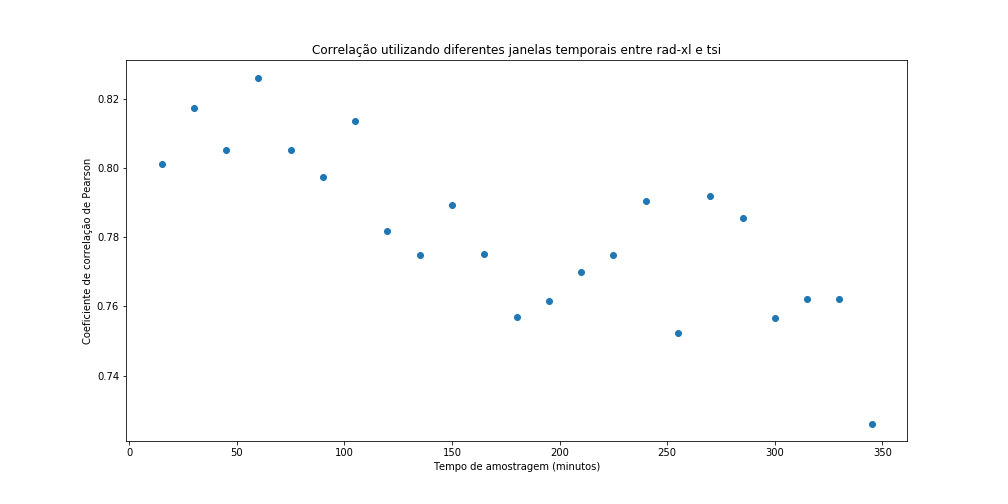 Correlação utilizando diferentes janelas temporais entre rad-xl e tsi
0.82
0.80
0.78
0.76
0.74
Coeficiente de correlação de Pearson
0 50 100 150 200 250 300 350
Tempo de amostragem (minutos)